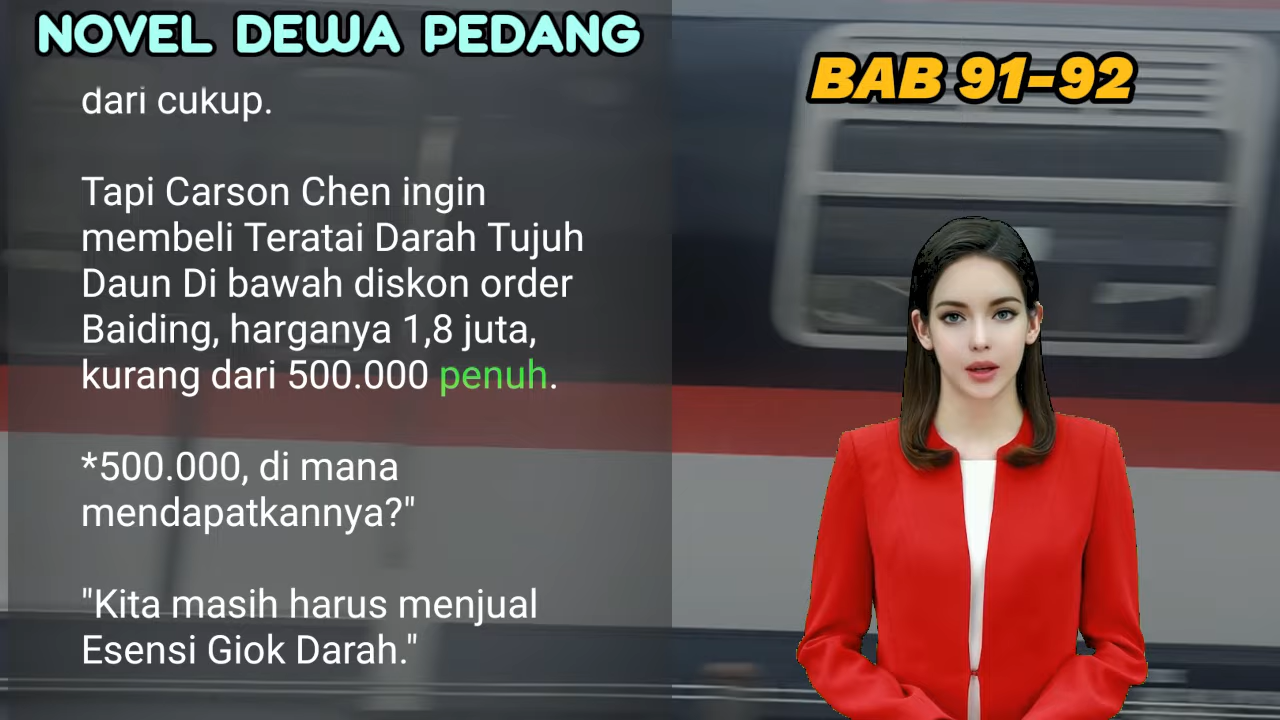 NOVEL DEWA PEDANG
BAB 91-92
dari cukup.
Tapi Carson Chen ingin
membeli Teratai Darah Tujuh
Daun Di bawah diskon order
Baiding, harganya 1,8 juta,
kurang dari 500.000 penuh.
*500.000, di mana
mendapatkannya?"
"Kita masih harus menjual
Esensi Giok Darah."